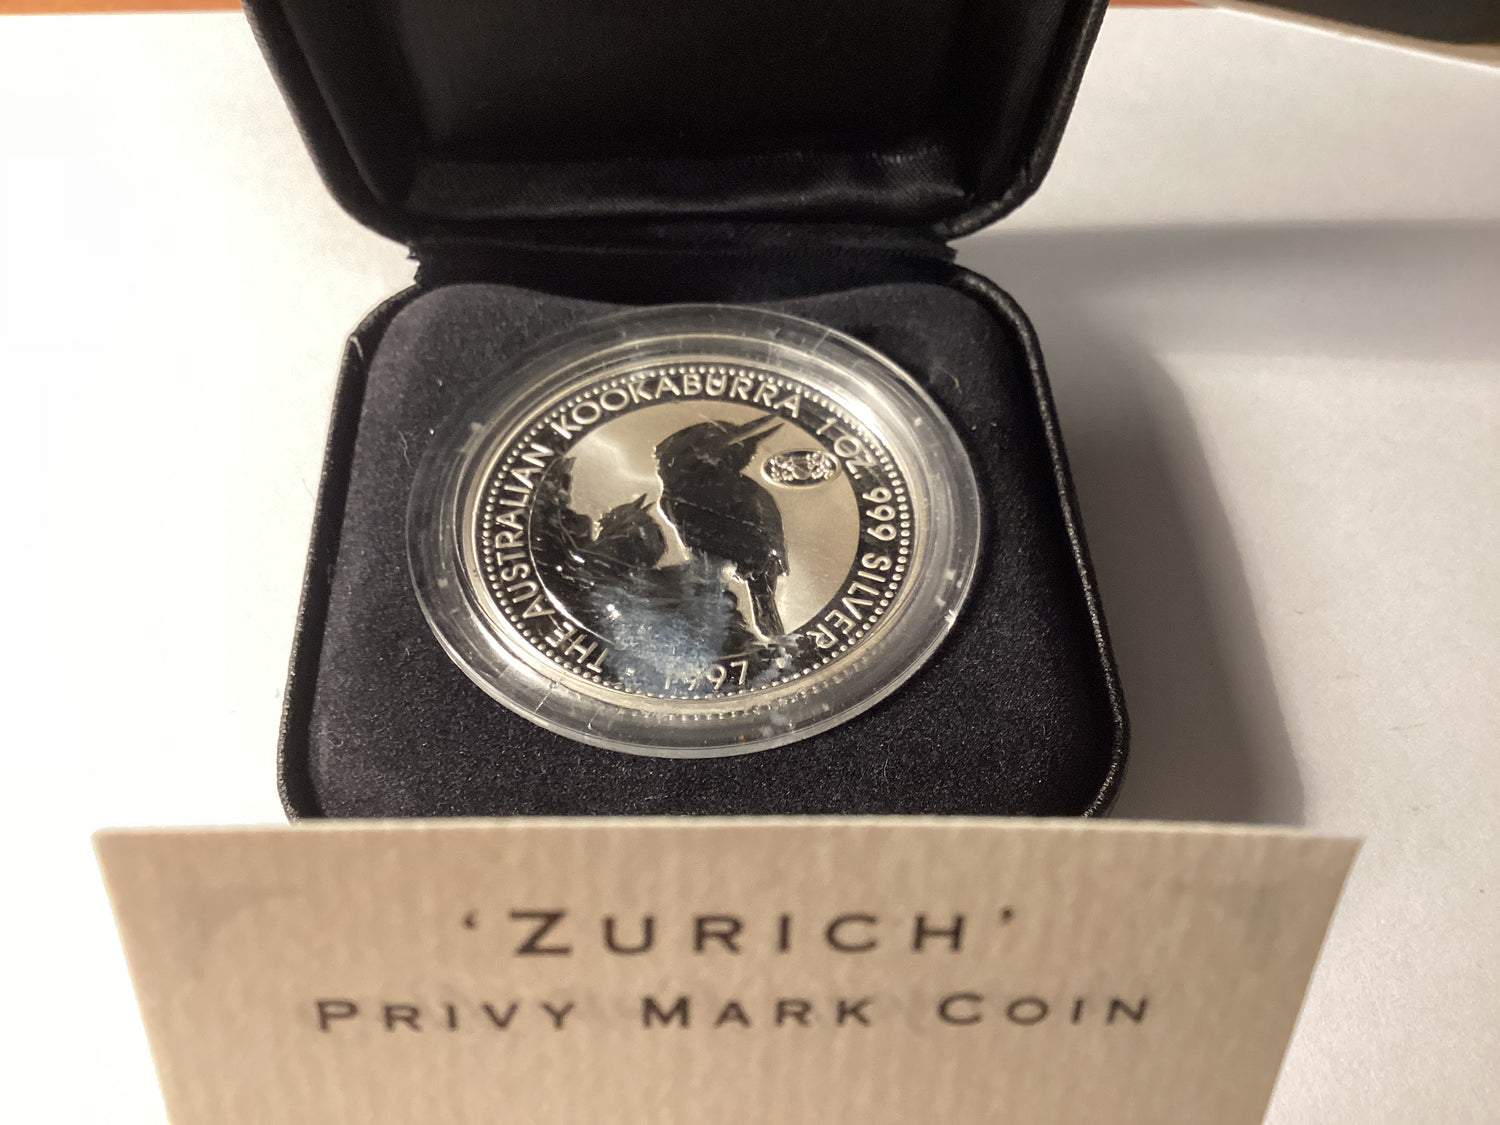 THE AUSTRALIAN KOOKABURRA 1 OZ. 999 SILVER
1997
'ZURICH'
PRIVY MARK COIN